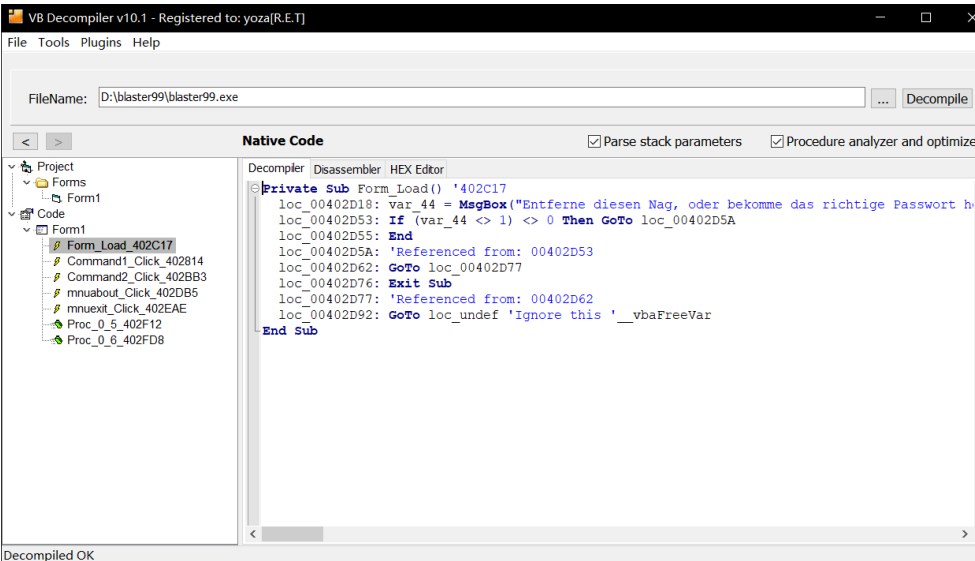 VB Decompiler v10.1 - Registered to: yoza[R.E.T]
File Tools Plugins Help
FileName: D:\blaster99\blaster99.exe ... Decompile
< > Native Code Parse stack parameters Procedure analyzer and optimize
Project
Forms
Form1
Code
Form1
Form_Load_402C17
Command1_Click_402814
Command2_Click_402BB3
mnuabout_Click_402DB5
mnuexit_Click_402EAE
Proc_0_5_402F12
Proc_0_6_402FD8
Decompiler Disassembler HEX Editor
Private Sub Form_Load() '402C17
loc_00402D18: var_44 = MsgBox("Entferne diesen Nag, oder bekomme das richtige Passwort h
loc_00402D53: If (var_44 <> 1) <> 0 Then GoTo loc_00402D5A
loc_00402D55: End
loc_00402D5A: 'Referenced from: 00402D53
loc_00402D62: GoTo loc_00402D77
loc_00402D76: Exit Sub
loc_00402D77: 'Referenced from: 00402D62
loc_00402D92: GoTo loc_undef 'Ignore this '__vbaFreeVar
End Sub
Decompiled OK